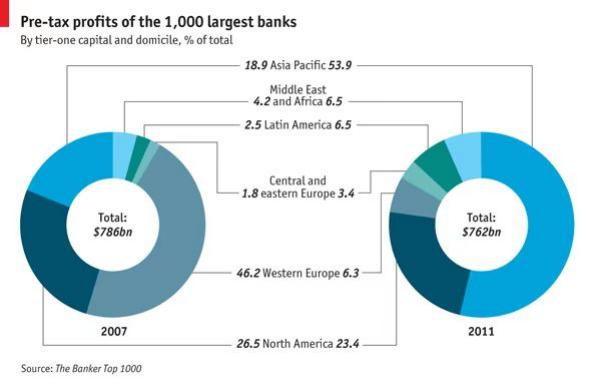 Pre-tax profits of the 1,000 largest banks
By tier-one capital and domicile, % of total
18.9 Asia Pacific 53.9
Middle East
4.2 and Africa 6.5
2.5 Latin America 6.5
Central and
1.8 eastern Europe 3.4
Total:
$786bn
Total:
$762bn
46.2 Western Europe 6.3
2007
2011
26.5 North America 23.4
Source: The Banker Top 1000